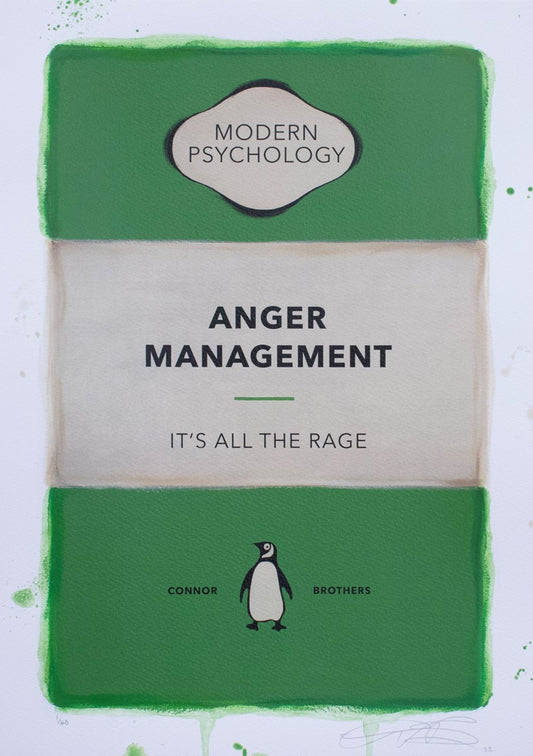 MODERN
PSYCHOLOGY
ANGER
MANAGEMENT
IT'S ALL THE RAGE
CONNOR BROTHERS